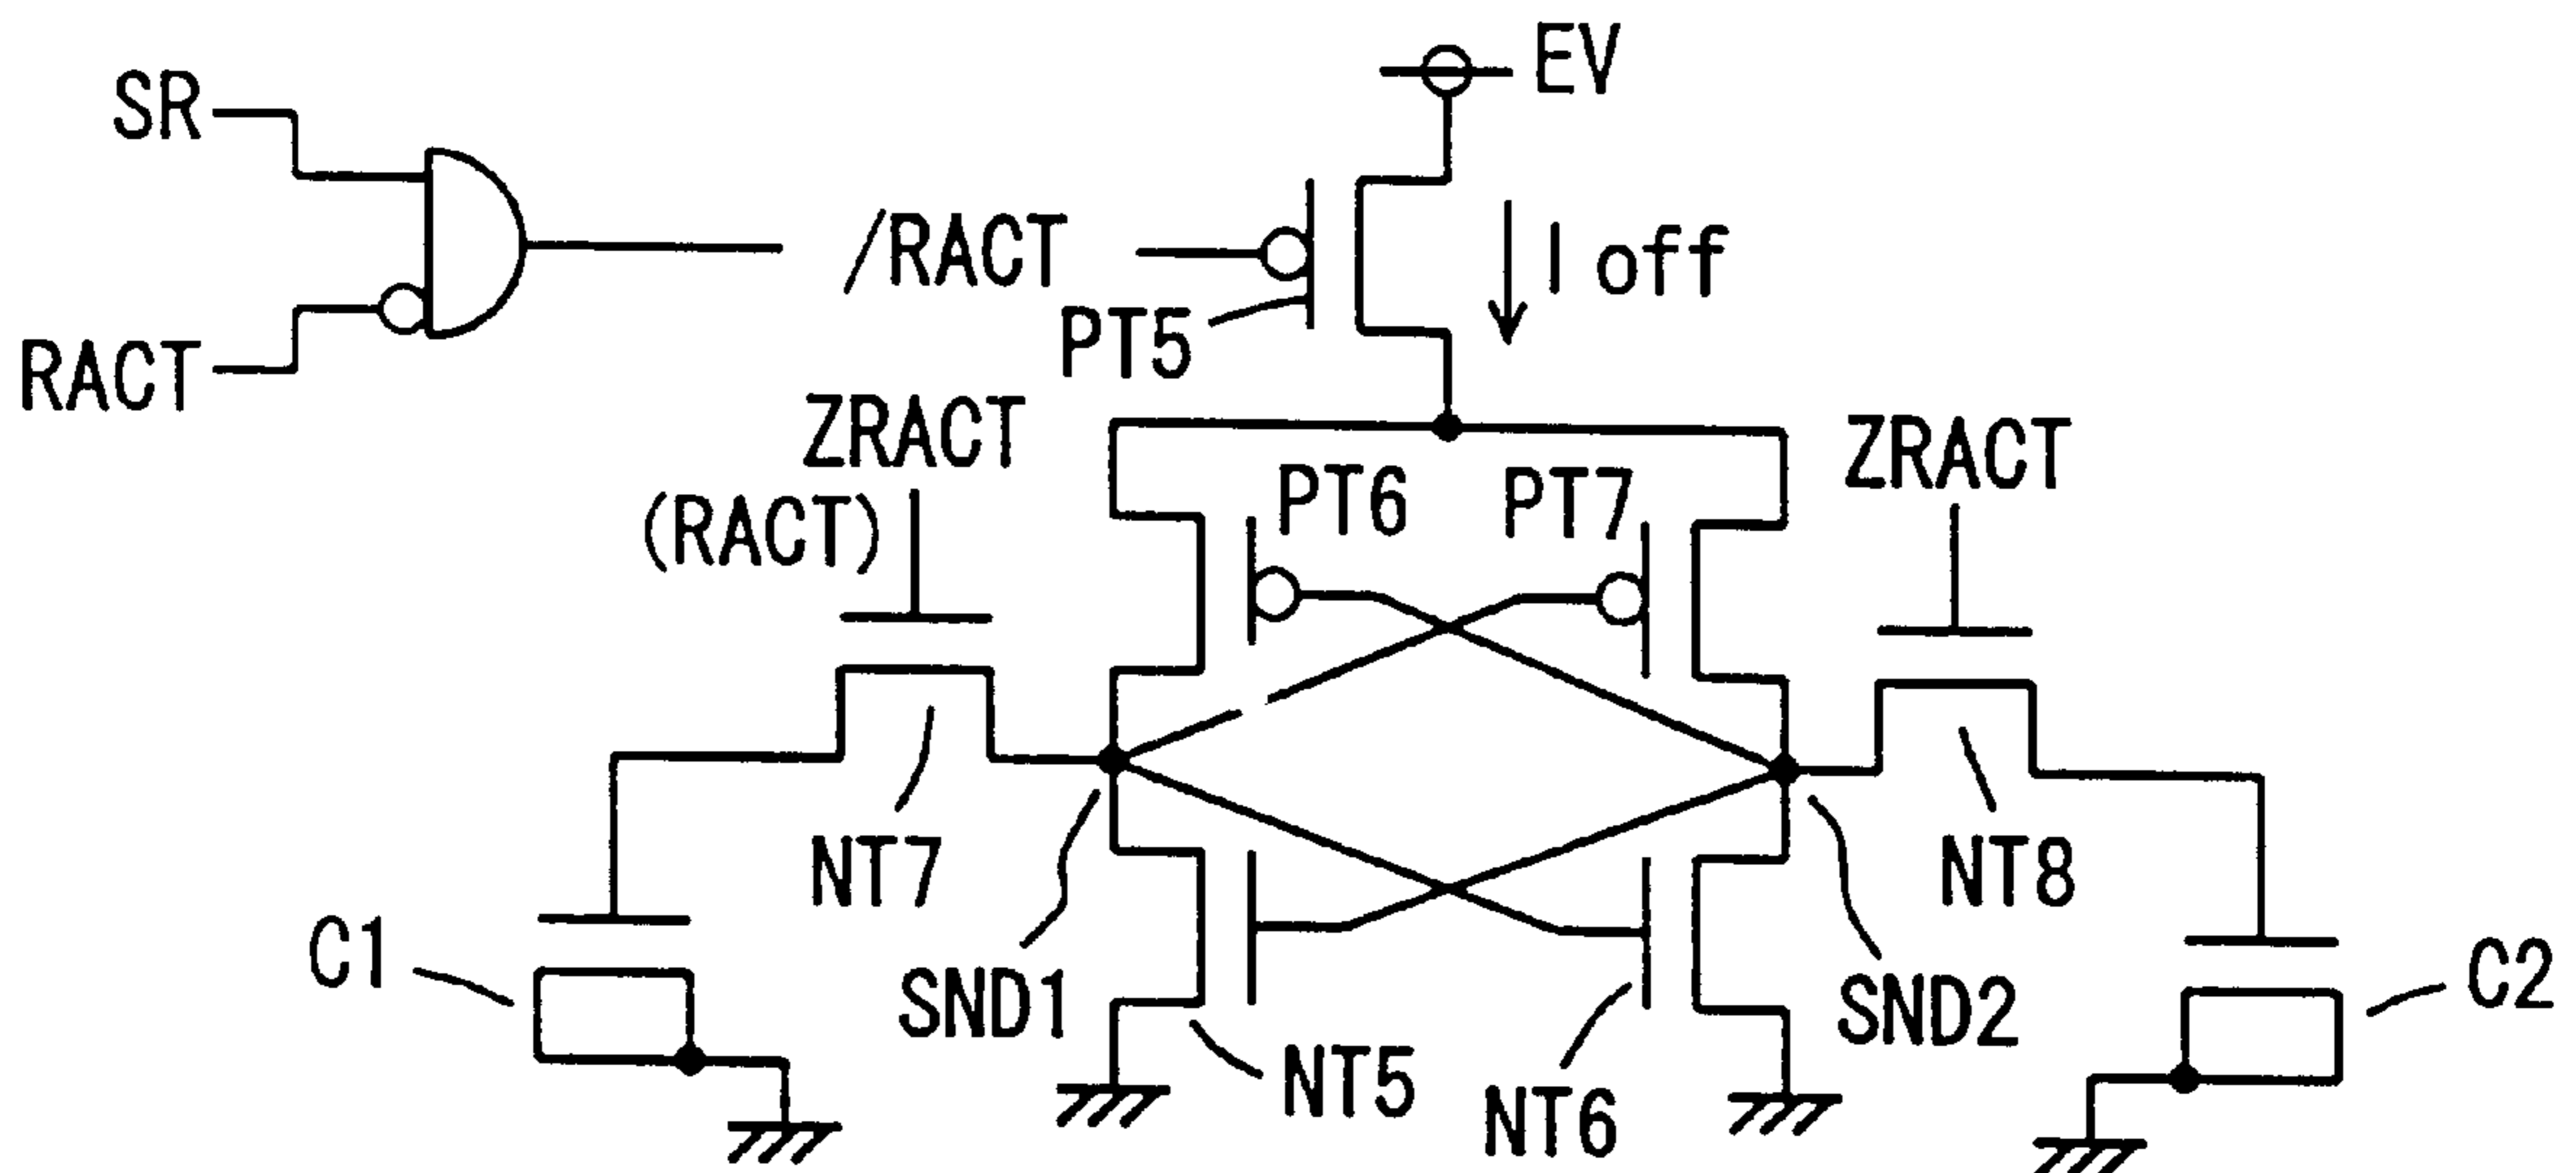 EV
SR
/RACT
I off
PT5
RACT
ZRACT
(RACT)
ZRACT
PT6
PT7
NT7
NT8
C1
SND1
SND2
C2
NT5
NT6